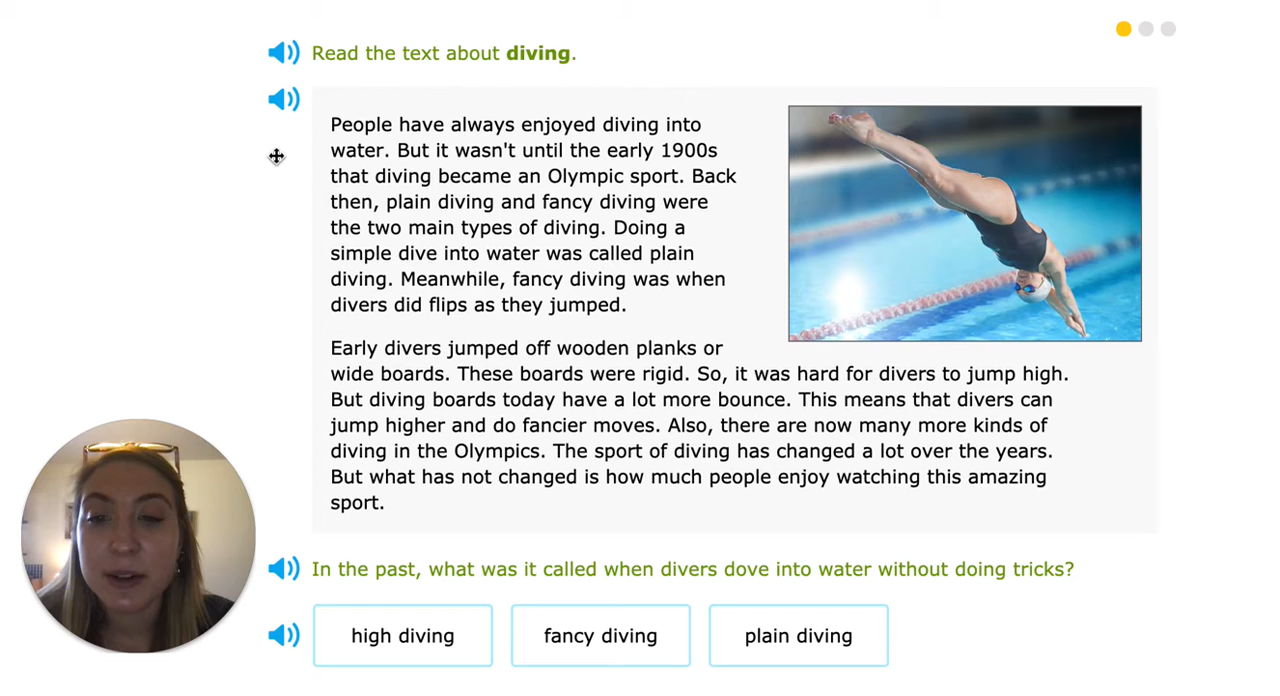 Read the text about diving.
People have always enjoyed diving into
water. But it wasn't until the early 1900s
that diving became an Olympic sport. Back
then, plain diving and fancy diving were
the two main types of diving. Doing a
simple dive into water was called plain
diving. Meanwhile, fancy diving was when
divers did flips as they jumped.
Early divers jumped off wooden planks or
wide boards. These boards were rigid. So, it was hard for divers to jump high.
But diving boards today have a lot more bounce. This means that divers can
jump higher and do fancier moves. Also, there are now many more kinds of
diving in the Olympics. The sport of diving has changed a lot over the years.
But what has not changed is how much people enjoy watching this amazing
sport.
In the past, what was it called when divers dove into water without doing tricks?
high diving
fancy diving
plain diving